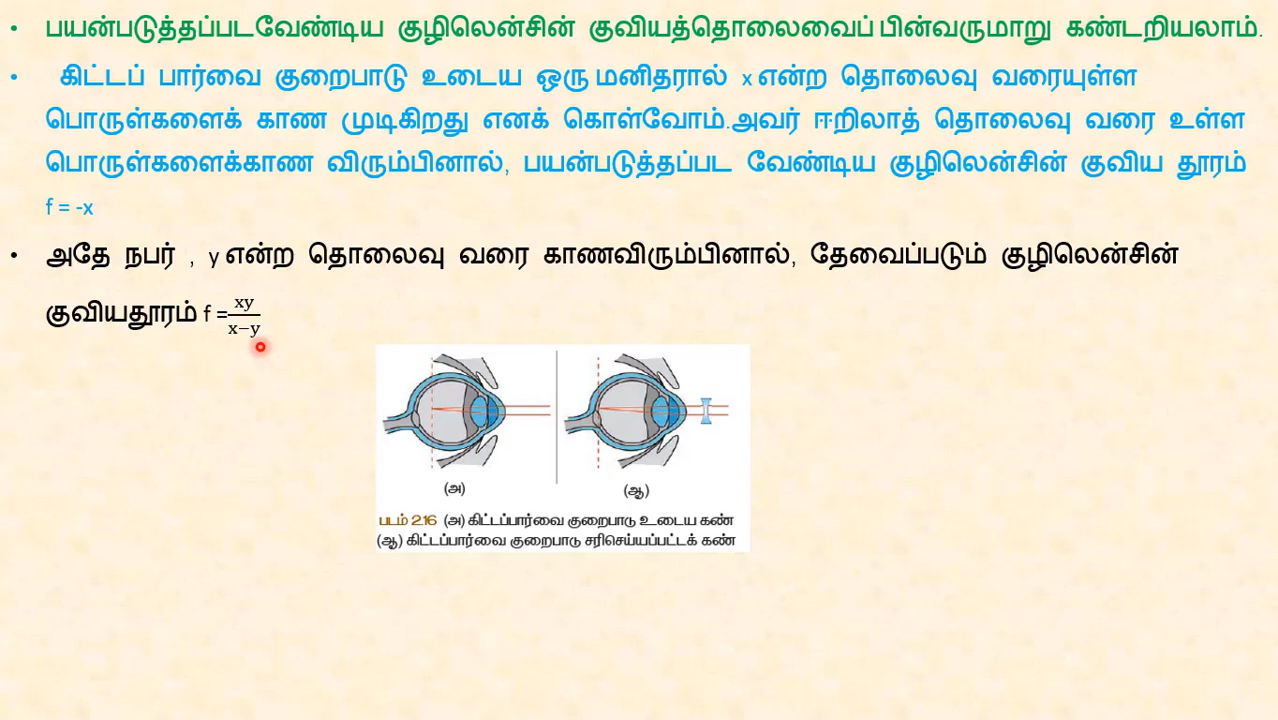 • பயன்படுத்தப்படவேண்டிய குழிலென்சின் குவியத்தொலைவைப் பின்வருமாறு கண்டறியலாம்.
• கிட்டப் பார்வை குறைபாடு உடைய ஒரு மனிதரால் x என்ற தொலைவு வரையுள்ள
பொருள்களைக் காண முடிகிறது எனக் கொள்வோம்.அவர் ஈறிலாத் தொலைவு வரை உள்ள
பொருள்களைக்காண விரும்பினால், பயன்படுத்தப்பட வேண்டிய குழிலென்சின் குவிய தூரம்
f = -x
• அதே நபர் , y என்ற தொலைவு வரை காணவிரும்பினால், தேவைப்படும் குழிலென்சின்
குவியதூரம் f =xy/x−y
(அ) (ஆ)
படம் 2.16 (அ) கிட்டப்பார்வை குறைபாடு உடைய கண்
(ஆ) கிட்டப்பார்வை குறைபாடு சரிசெய்யப்பட்டக் கண்